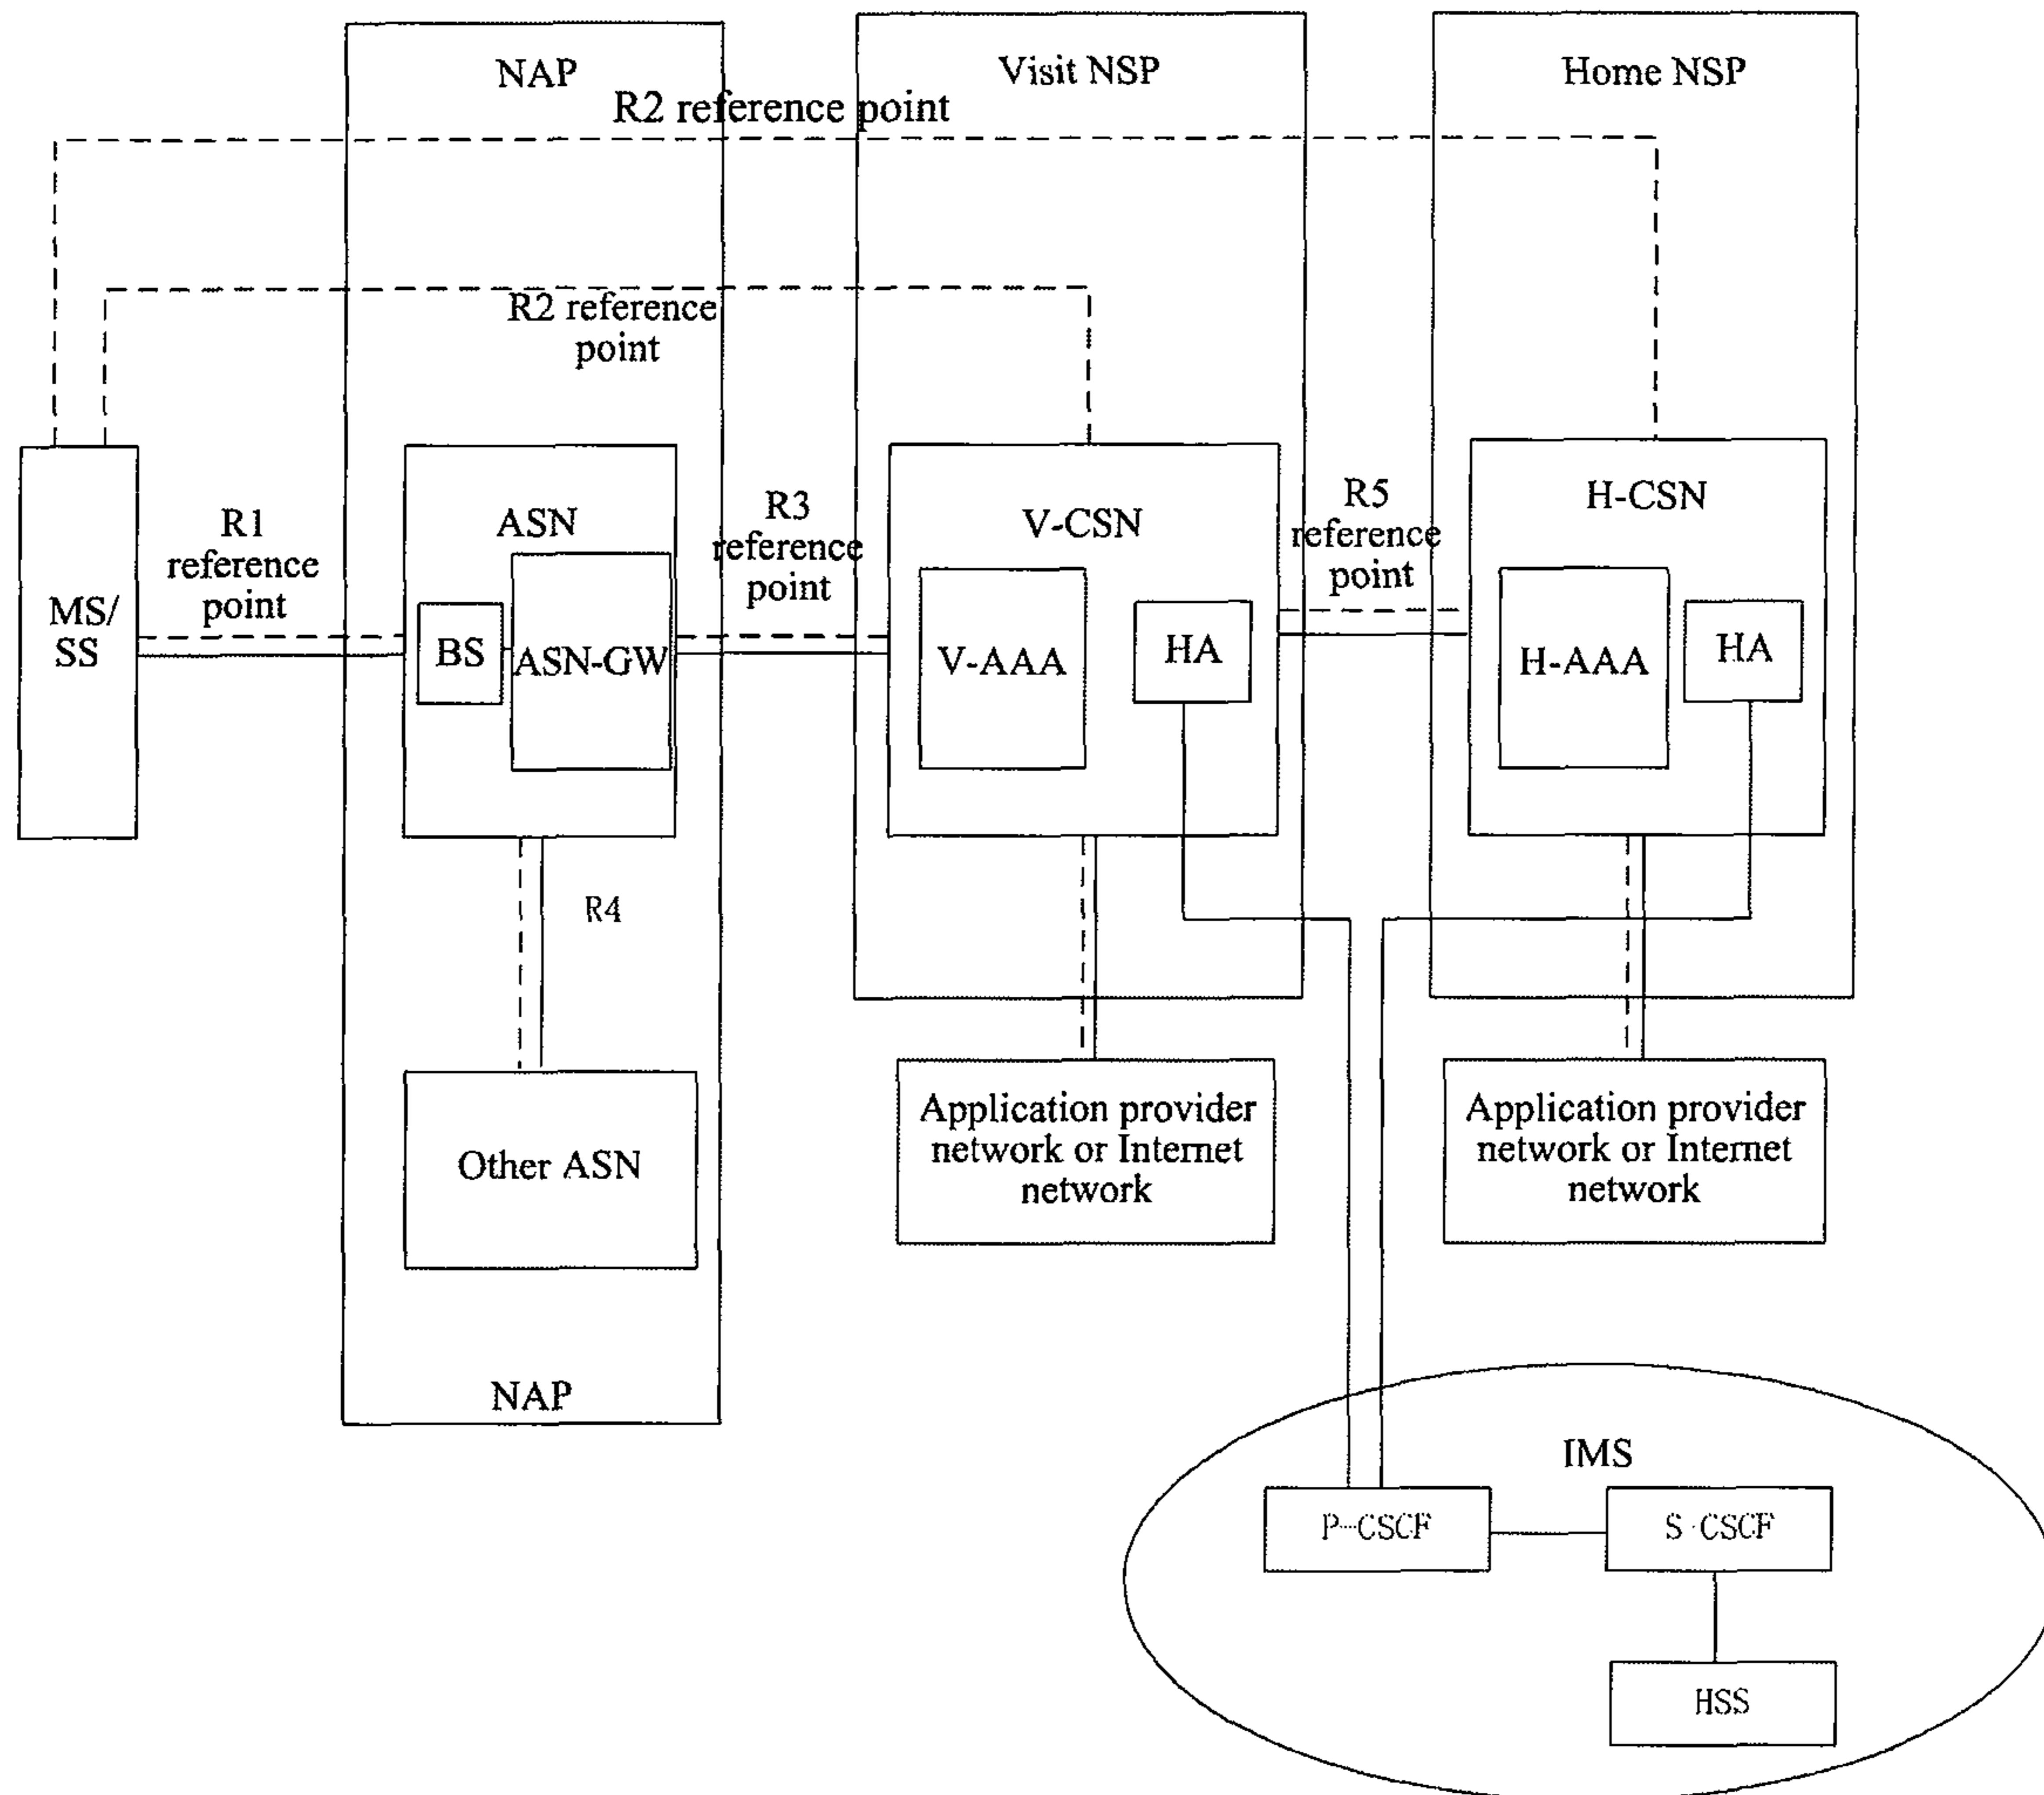 NAP
Visit NSP
Home NSP
R2 reference point
R2 reference
point
MS/
SS
R1
reference
point
ASN
BS
ASN-GW
R3
reference
point
V-CSN
V-AAA
HA
R5
reference
point
H-CSN
H-AAA
HA
R4
Other ASN
Application provider
network or Internet
network
Application provider
network or Internet
network
NAP
IMS
P-CSCF
S-CSCF
HSS